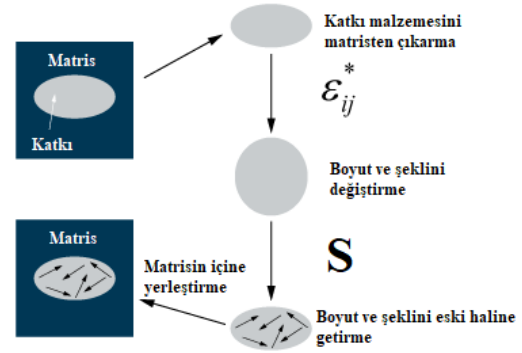 Katkı malzemesini
matristen çıkarma
Matris
Katkı
ε*ij
Boyut ve şeklini
değiştirme
S
Matris
Matrisin içine
yerleştirme
Boyut ve şeklini eski haline
getirme